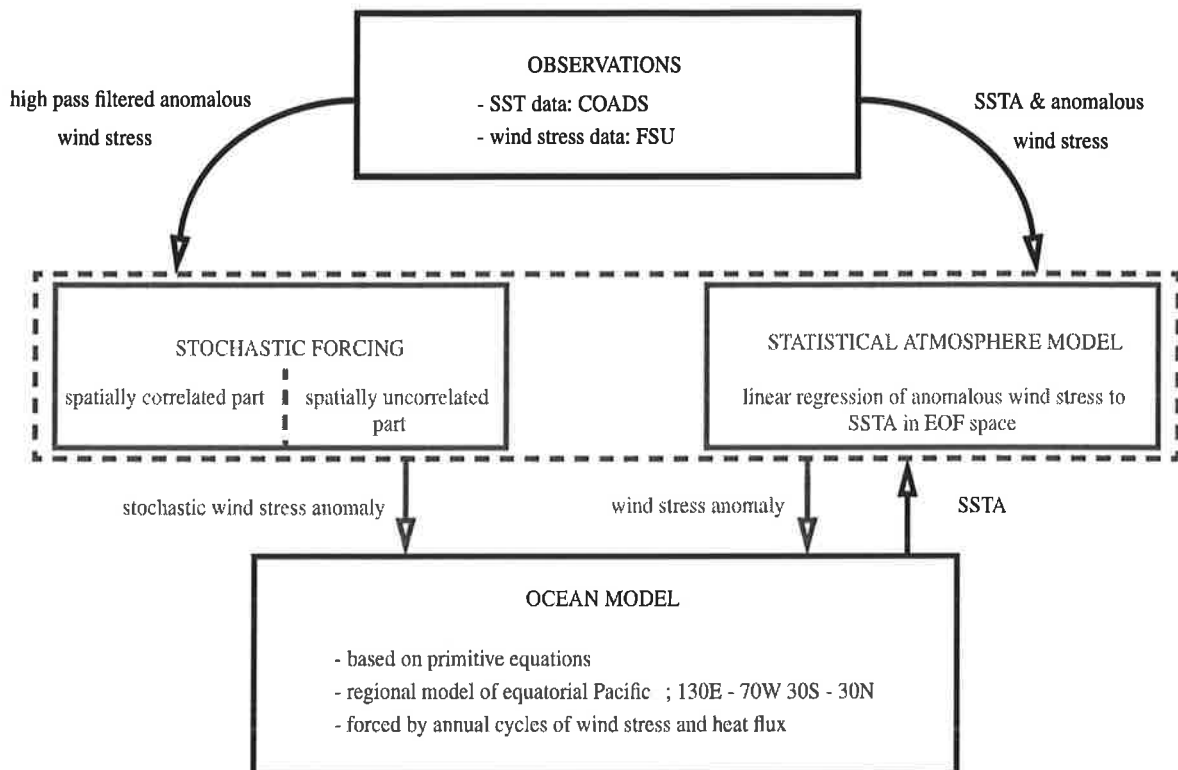 OBSERVATIONS
- SST data: COADS
- wind stress data: FSU
high pass filtered anomalous
wind stress
SSTA & anomalous
wind stress
STOCHASTIC FORCING
spatially correlated part
spatially uncorrelated
part
STATISTICAL ATMOSPHERE MODEL
linear regression of anomalous wind stress to
SSTA in EOF space
stochastic wind stress anomaly
wind stress anomaly
SSTA
OCEAN MODEL
- based on primitive equations
- regional model of equatorial Pacific ; 130E - 70W 30S - 30N
- forced by annual cycles of wind stress and heat flux